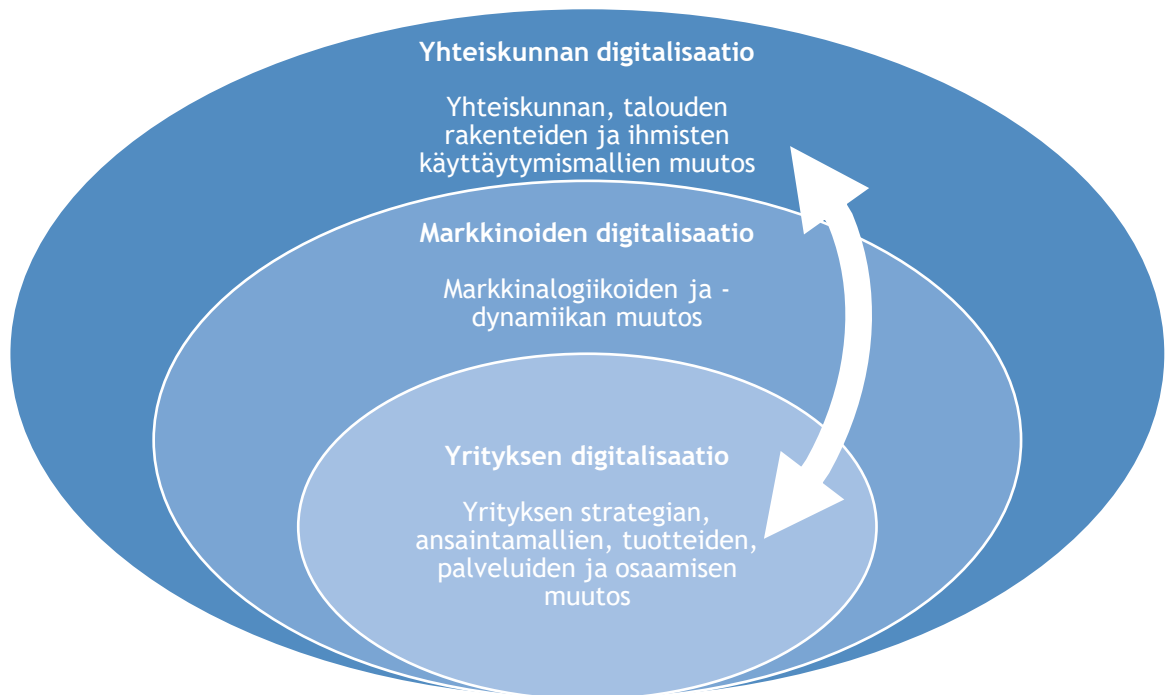 Yhteiskunnan digitalisaatio
Yhteiskunnan, talouden
rakenteiden ja ihmisten
käyttäytymismallien muutos
Markkinoiden digitalisaatio
Markkinalogiikoiden ja -
dynamiikan muutos
Yrityksen digitalisaatio
Yrityksen strategian,
ansaintamallien, tuotteiden,
palveluiden ja osaamisen
muutos